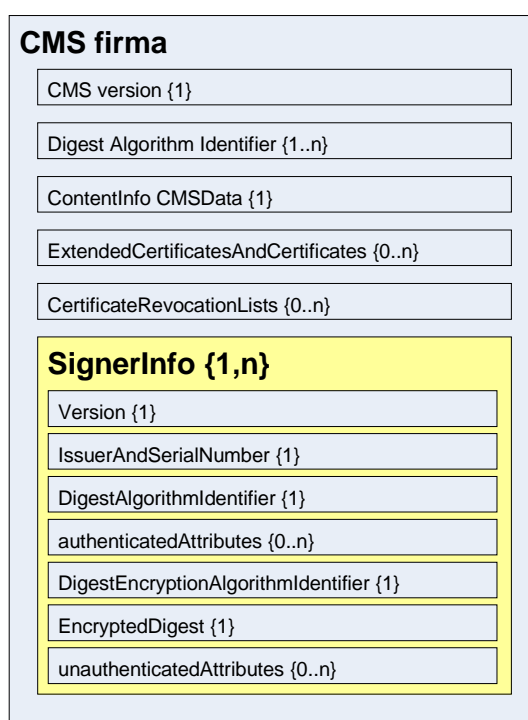 CMS firma
CMS version {1}
Digest Algorithm Identifier {1..n}
ContentInfo CMSData {1}
ExtendedCertificatesAndCertificates {0..n}
CertificateRevocationLists {0..n}
SignerInfo {1,n}
Version {1}
IssuerAndSerialNumber {1}
DigestAlgorithmIdentifier {1}
authenticatedAttributes {0..n}
DigestEncryptionAlgorithmIdentifier {1}
EncryptedDigest {1}
unauthenticatedAttributes {0..n}